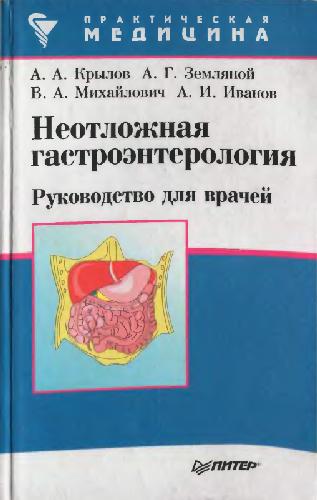 ПРАКТИЧЕСКАЯ
МЕДИЦИНА
А. А. Крылов А. Г. Земляной
В. А. Михайлович А. И. Иванов
Неотложная
гастроэнтерология
Руководство для врачей
ПИТЕР